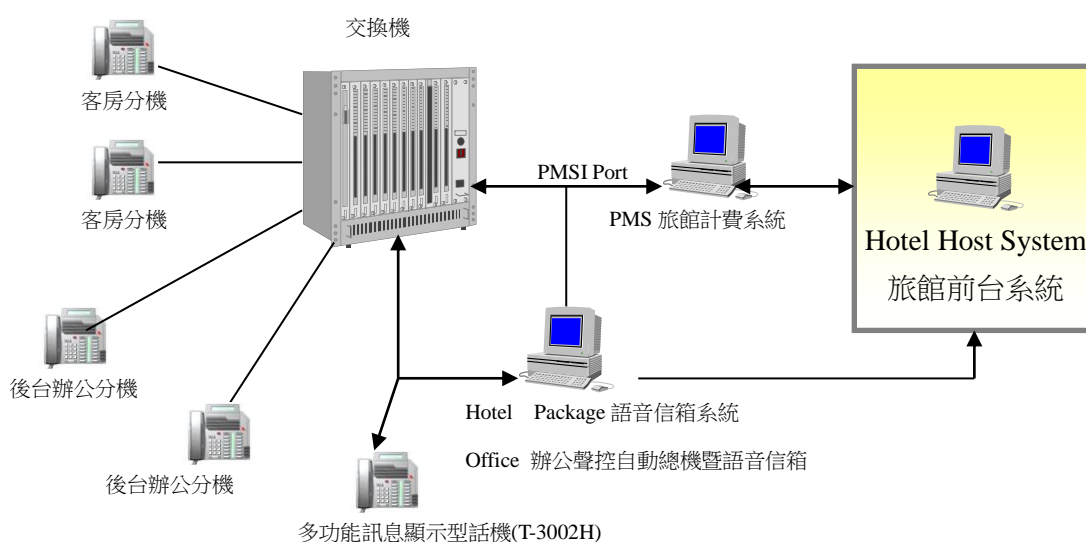 交換機
客房分機
客房分機
PMSI Port
PMS 旅館計費系統
Hotel Host System
旅館前台系統
後台辦公分機
Hotel Package 語音信箱系統
Office 辦公聲控自動總機暨語音信箱
後台辦公分機
多功能訊息顯示型話機(T-3002H)